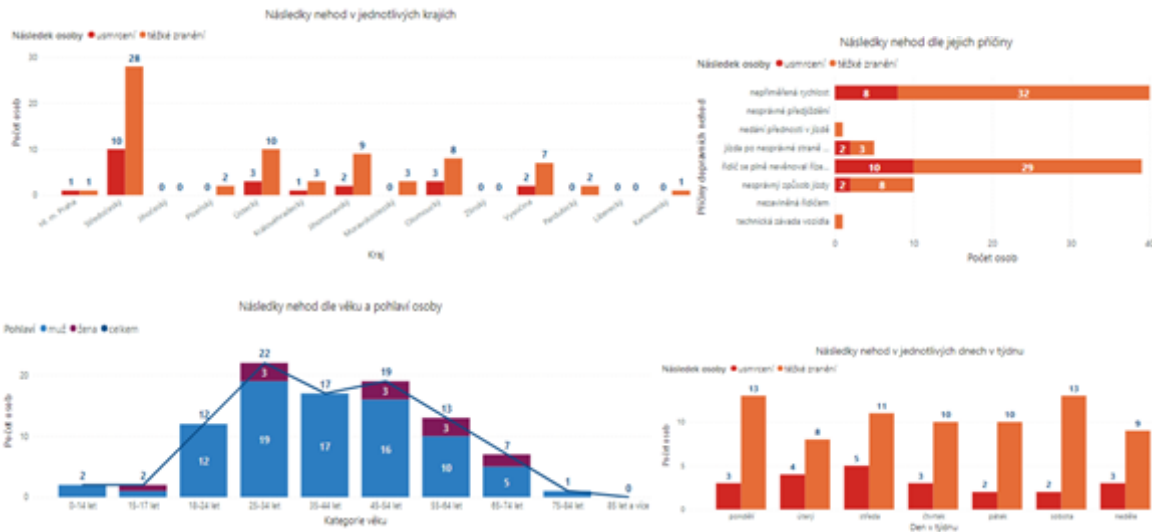 Následky nehod v jednotlivých krajích
Následek osoby usmrcení těžké zranění
Počet osob
30
20
10
0
1 1
10 28
0 0
0 2
3 10
1 3
2 9
0 3
3 8
0 0
2 7
0 2
0 0
0 1
Hl. m. Praha
Středočeský
Jihočeský
Plzeňský
Ústecký
Královéhradecký
Jihomoravský
Moravskoslezský
Olomoucký
Zlínský
Vysočina
Pardubický
Liberecký
Karlovarský
Kraj
Následky nehod dle jejich příčiny
Následek osoby usmrcení těžké zranění
Příčiny dopravních nehod
nepřiměřená rychlost 8 32
nesprávné předjíždění
nedání přednosti v jízdě
jízda po nesprávné straně ... 2 3
řidič se plně nevěnoval říze... 10 29
nesprávný způsob jízdy 2 8
nezaviněná řidičem
technická závada vozidla
0 10 20 30 40
Počet osob
Následky nehod dle věku a pohlaví osoby
Pohlaví muž žena celkem
Počet osob
20
10
0
2
2
12
12
22
3
19
17
17
19
3
16
13
3
10
7
5
1
0
0-14 let 15-17 let 18-24 let 25-34 let 35-44 let 45-54 let 55-64 let 65-74 let 75-84 let 85 let a více
Kategorie věku
Následky nehod v jednotlivých dnech v týdnu
Následek osoby usmrcení těžké zranění
Počet osob
10
5
0
3 13
4 8
5 11
3 10
2 10
2 13
3 9
pondělí úterý středa čtvrtek pátek sobota neděle
Den v týdnu